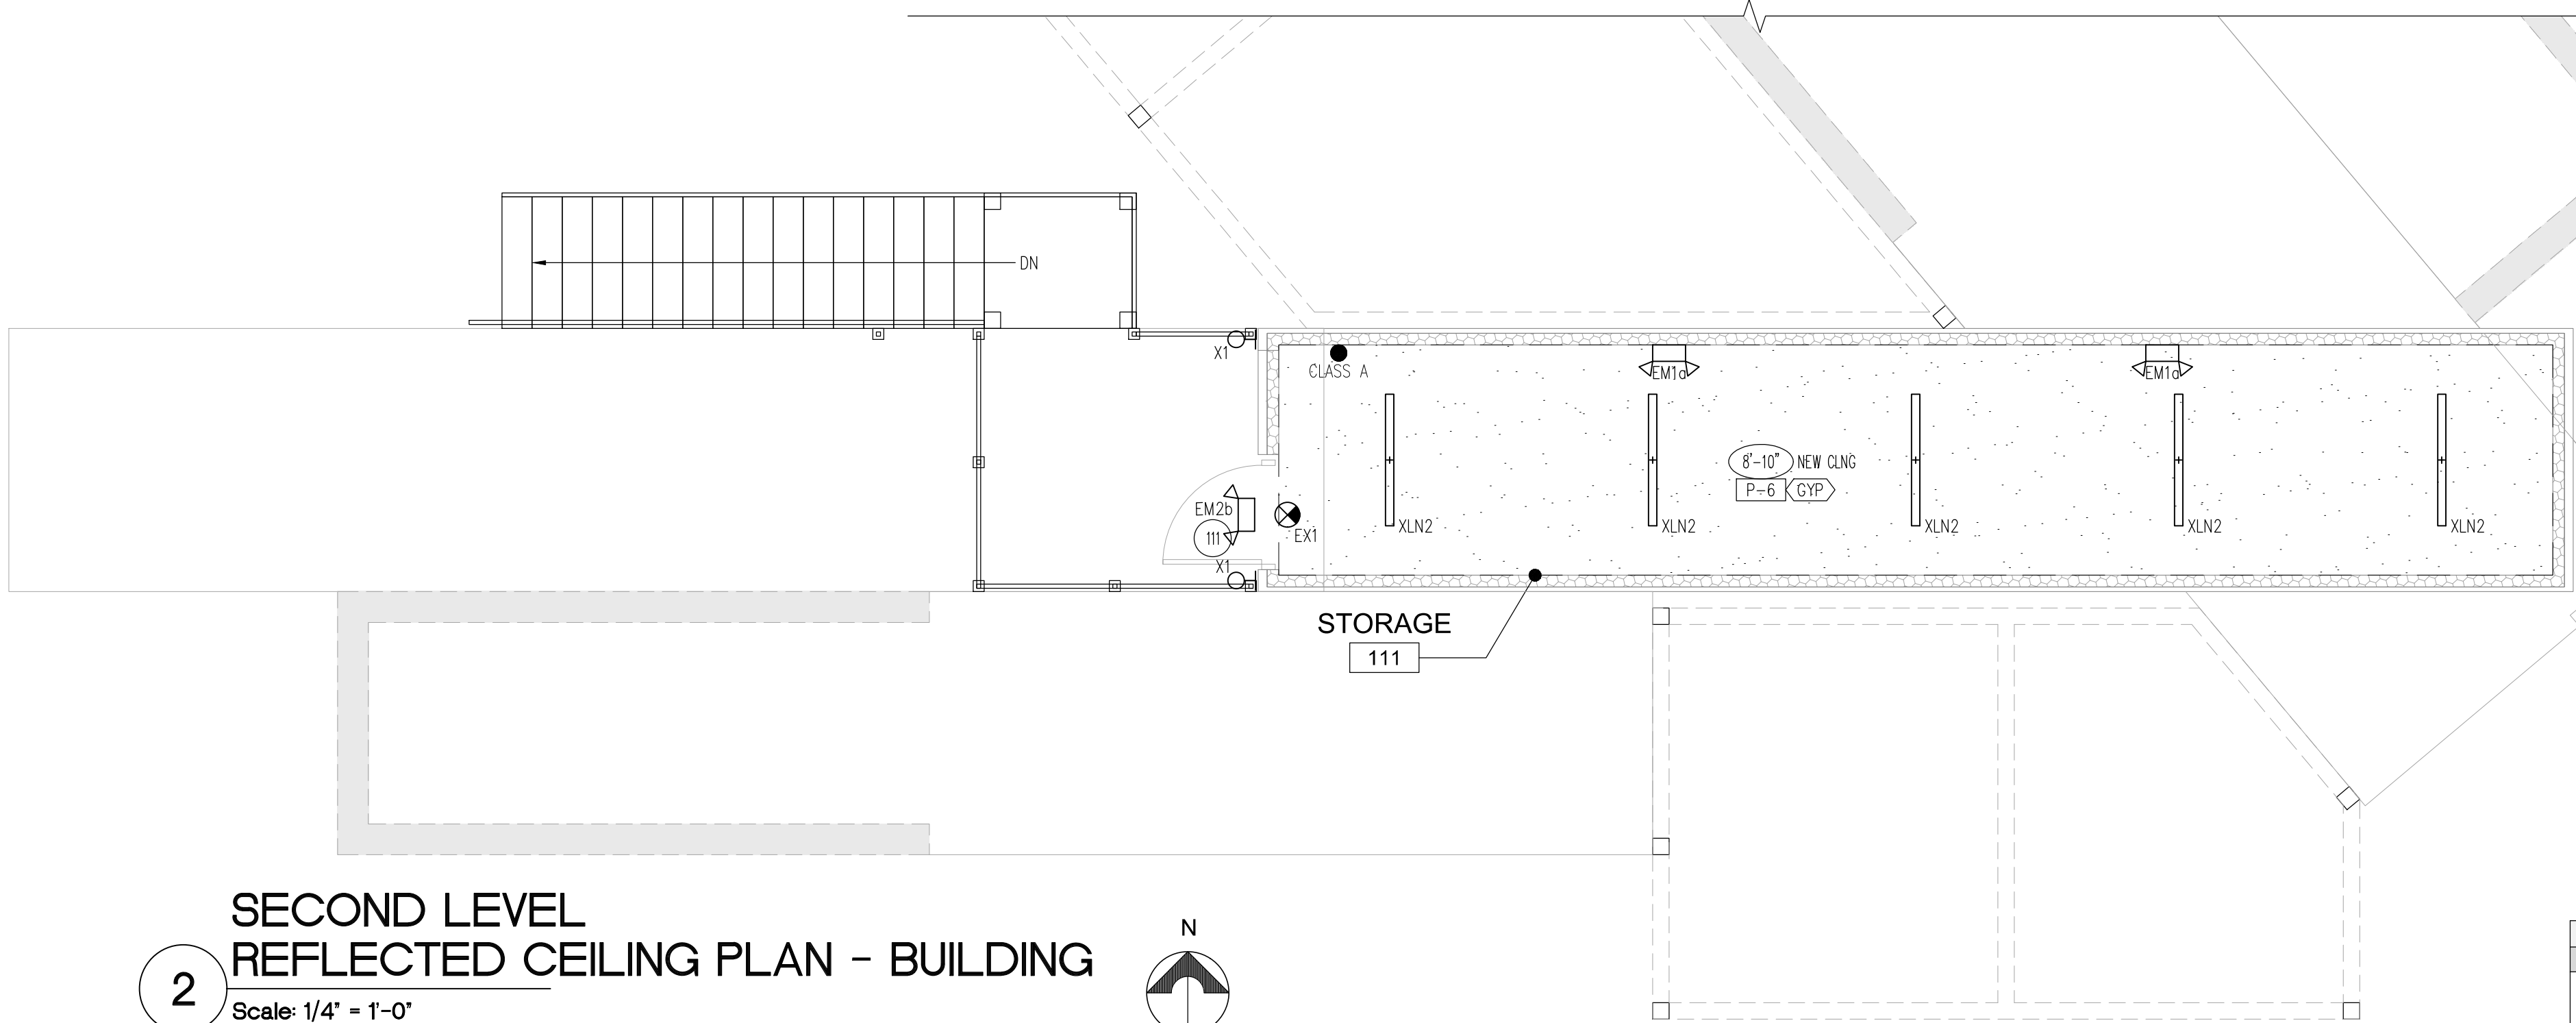 DN
X1
CLASS A
EM1a
EM1a
8'-10" NEW CLNG
P-6 GYP
EM2b
111
EX1
XLN2
XLN2
XLN2
XLN2
XLN2
X1
STORAGE
111
SECOND LEVEL
REFLECTED CEILING PLAN - BUILDING
2
Scale: 1/4" = 1'-0"
N